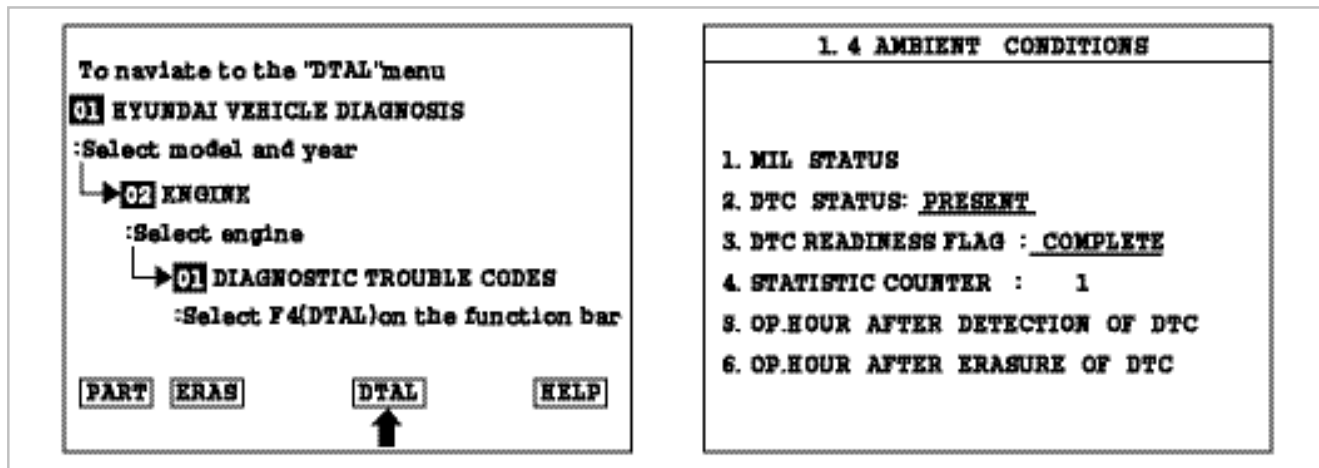 To naviate to the "DTAL"menu
01 HYUNDAI VEHICLE DIAGNOSIS
:Select model and year
02 ENGINE
:Select engine
01 DIAGNOSTIC TROUBLE CODES
:Select F4(DTAL)on the function bar
PART ERAS DTAL HELP
1.4 AMBIENT CONDITIONS
1. MIL STATUS
2. DTC STATUS: PRESENT
3. DTC READINESS FLAG : COMPLETE
4. STATISTIC COUNTER : 1
5. OP.HOUR AFTER DETECTION OF DTC
6. OP.HOUR AFTER ERASURE OF DTC